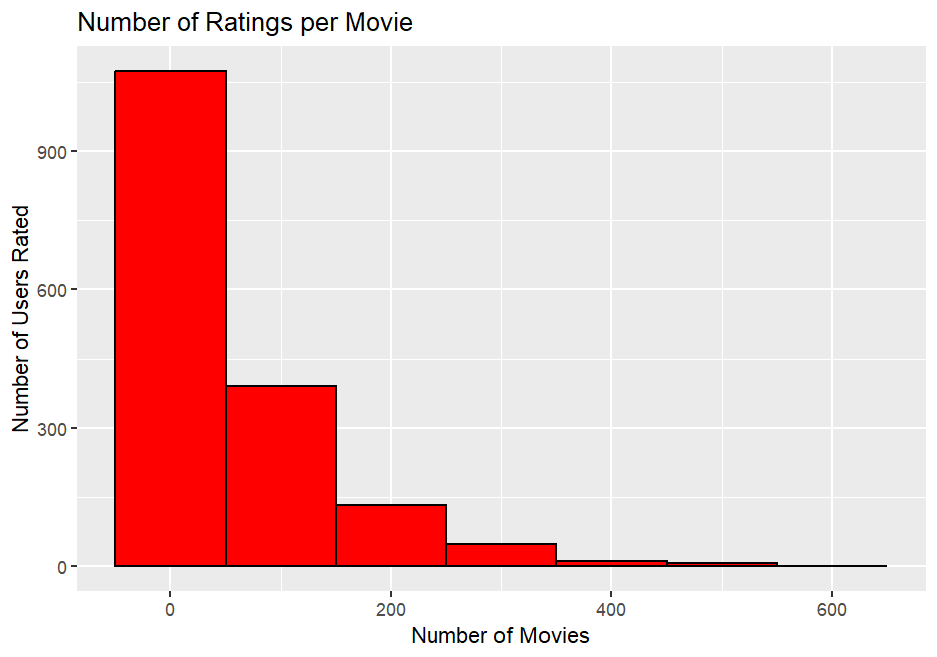 Number of Ratings per Movie
Number of Users Rated
900
600
300
0
0 200 400 600
Number of Movies